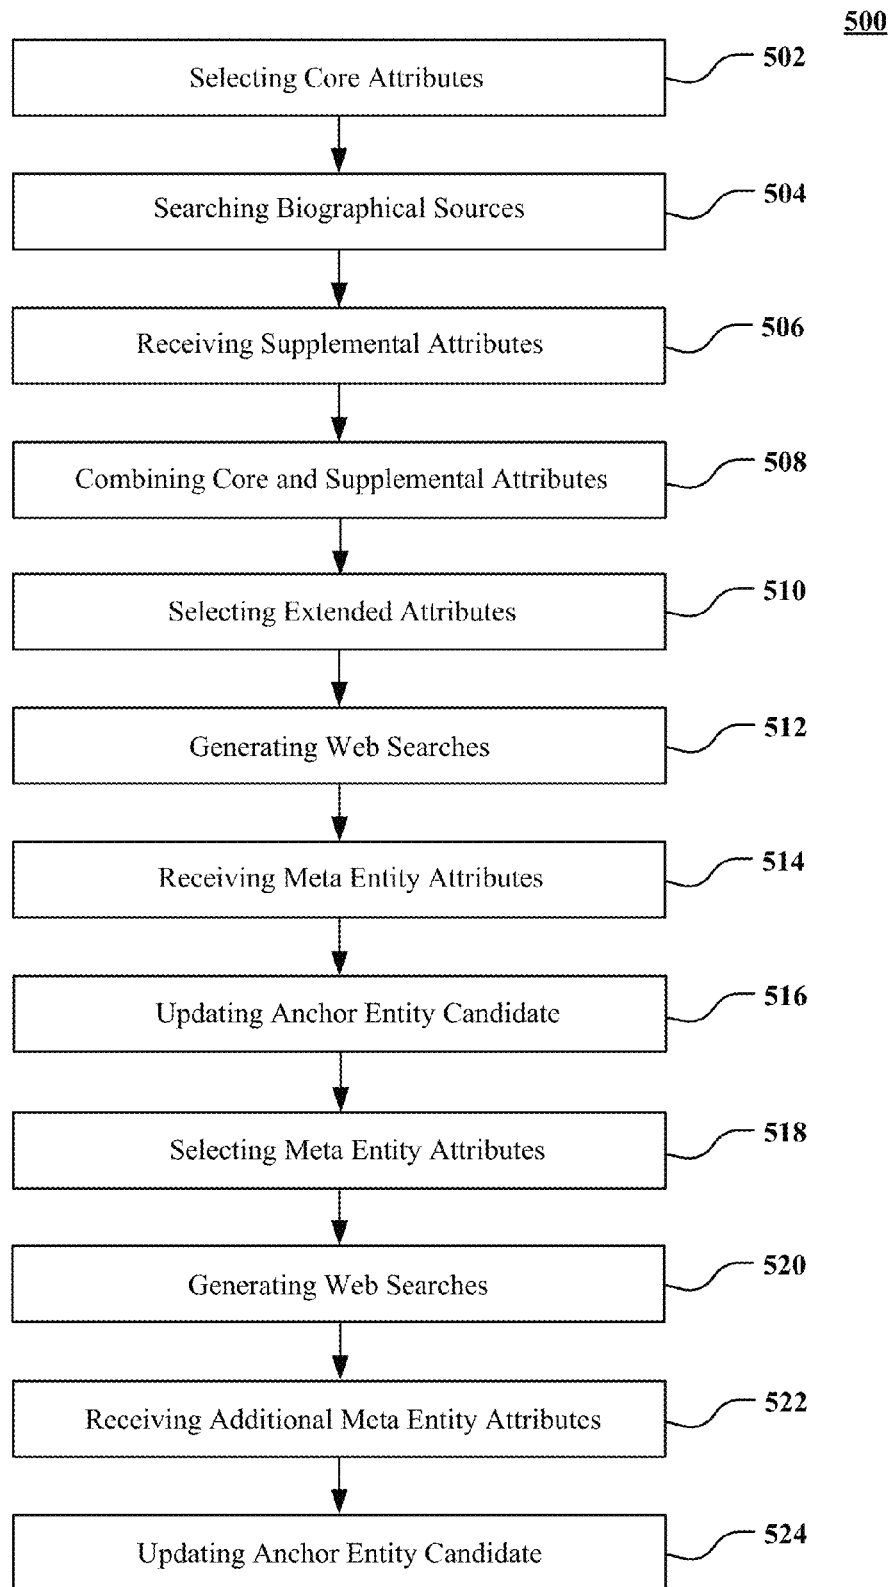 500
Selecting Core Attributes 502
Searching Biographical Sources 504
Receiving Supplemental Attributes 506
Combining Core and Supplemental Attributes 508
Selecting Extended Attributes 510
Generating Web Searches 512
Receiving Meta Entity Attributes 514
Updating Anchor Entity Candidate 516
Selecting Meta Entity Attributes 518
Generating Web Searches 520
Receiving Additional Meta Entity Attributes 522
Updating Anchor Entity Candidate 524